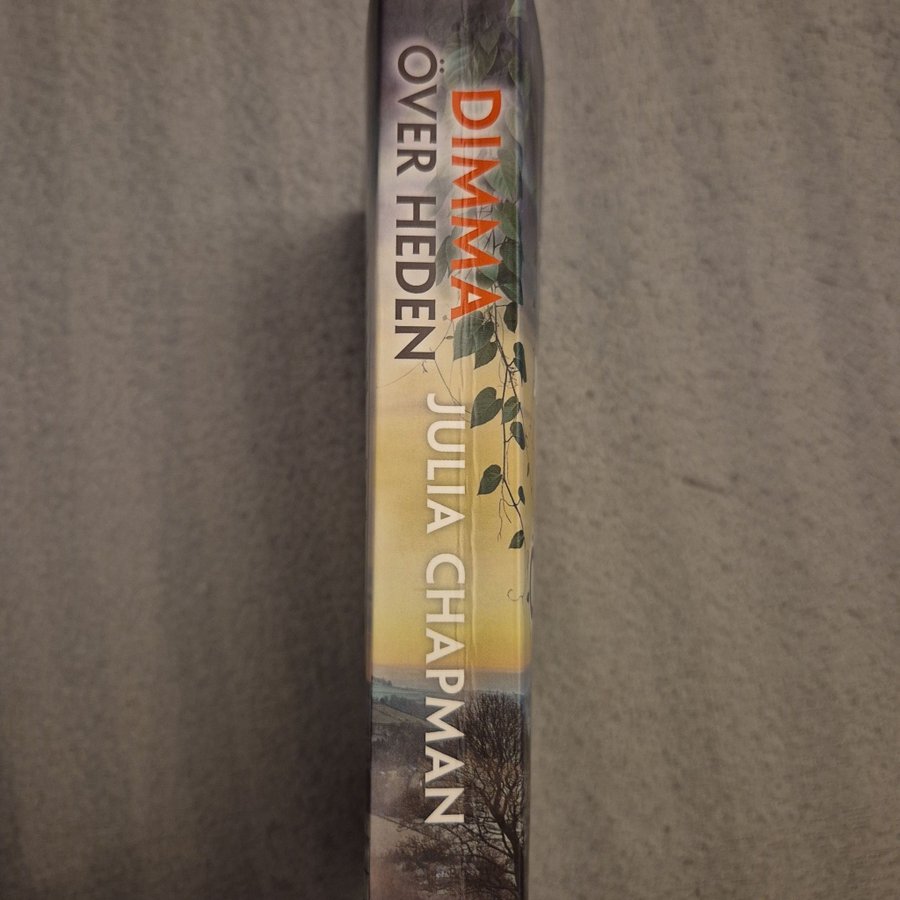 DIMMA
ÖVER HEDEN
JULIA CHAPMAN